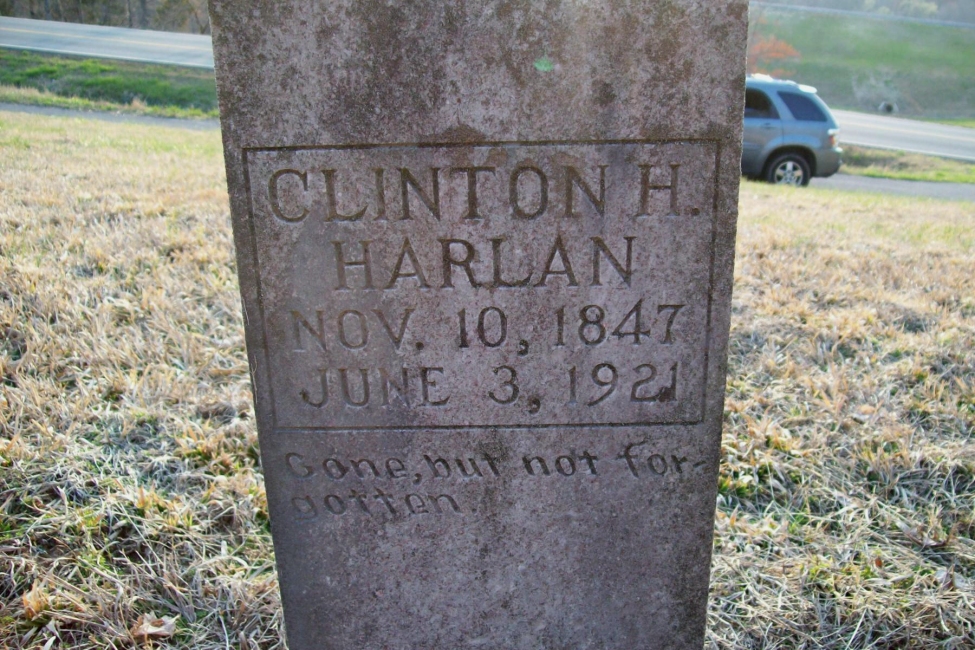 CLINTON H.
HARLAN
NOV. 10, 1847
JUNE 3, 1921
Gone, but not for-
gotten.